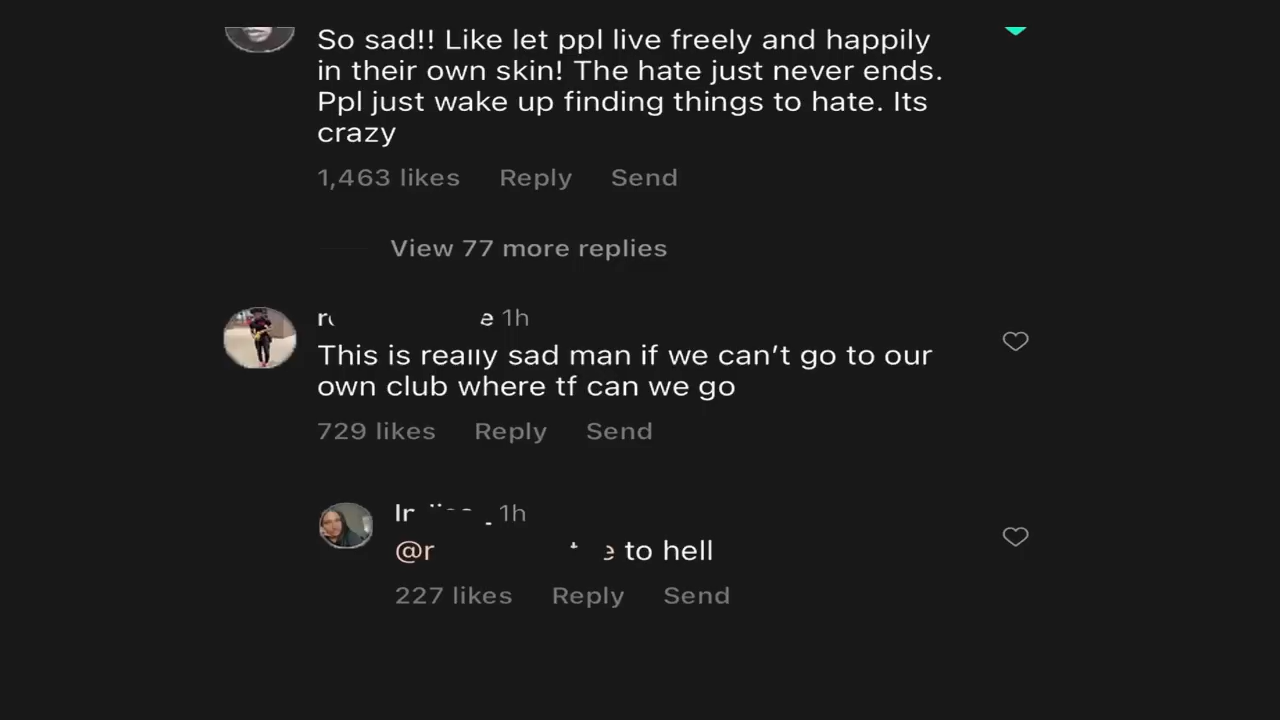 So sad!! Like let ppl live freely and happily
in their own skin! The hate just never ends.
Ppl just wake up finding things to hate. Its
crazy
1,463 likes Reply Send
View 77 more replies
1h
This is really sad man if we can't go to our
own club where tf can we go
729 likes Reply Send
1h
to hell
227 likes Reply Send